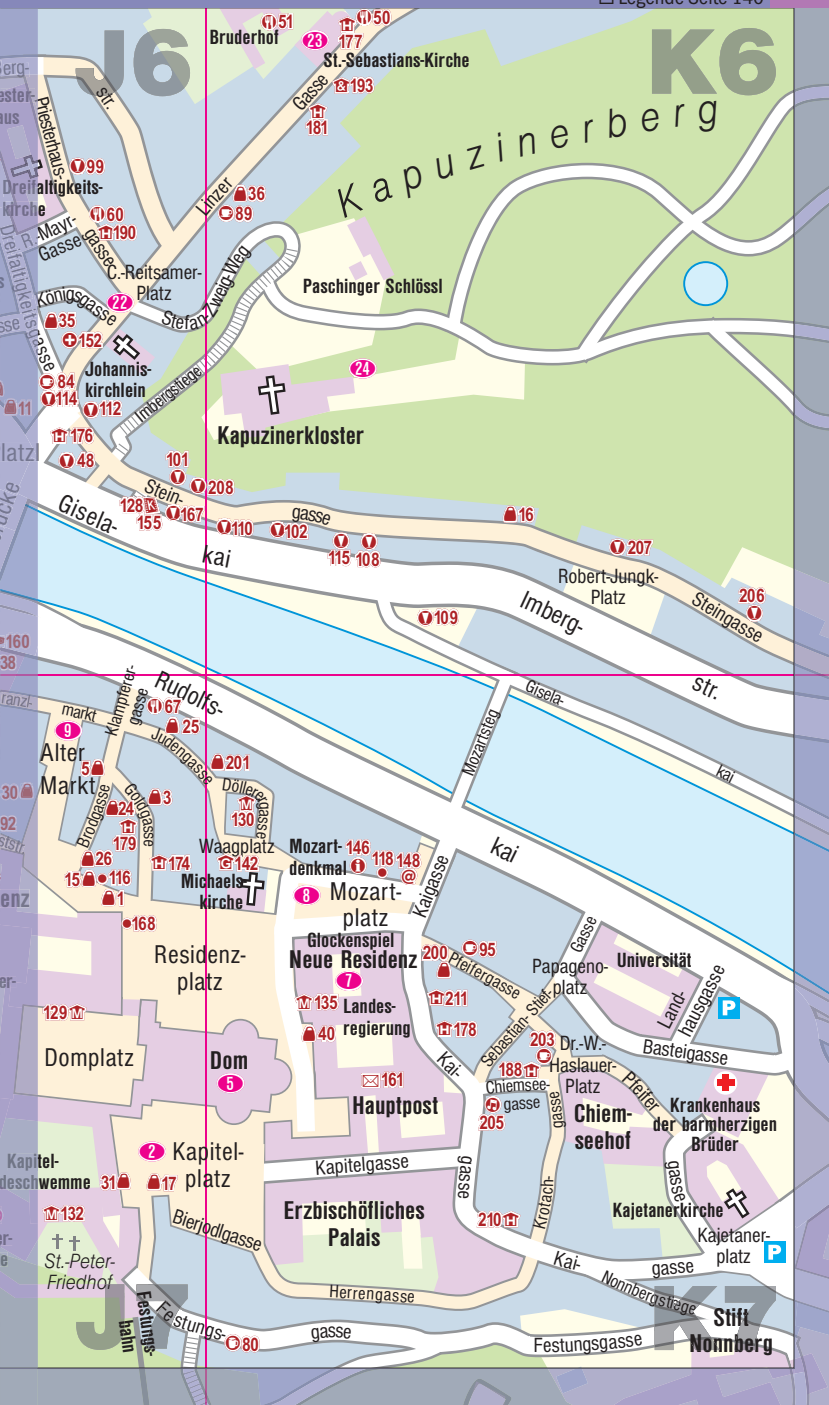 Legende Seite 146
J6
K6
51
50
Bruderhof
23
177
St.-Sebastians-Kirche
Berg-
193
str.
Gasse
181
Priesterhaus-
Kapuzinerberg
99
Dreifaltigkeits-
kirche
36
Linzer
60
89
190
R.-Mayr-
Gasse
gasse
Dreifaltigkeitsgasse
C.-Reitsamer-
Platz
Stefan-Zweig-Weg
Paschinger Schlössl
Königsgasse
22
35
152
Johannis-
kirchlein
Imbergstiege
24
84
114
112
11
Kapuzinerkloster
176
48
101
208
Stein-
gasse
128
155
167
110
102
16
Gisela-
kai
115
108
207
Robert-Jungk-
Platz
206
Steingasse
Imberg-
str.
109
160
38
Gisela-
kai
Mozartsteg
Rudolfs-
kai
Klampferer-
gasse
67
markt
9
25
Alter
Markt
Judengasse
201
5
30
3
Döllerergasse
24
Goldgasse
130
92
Brodgasse
179
Waagplatz
26
174
142
Mozart-
denkmal
146
118
148
@
15
116
Michaels-
kirche
8
Mozart-
platz
Kaigasse
1
168
Glockenspiel
Neue Residenz
200
95
Pfeifergasse
Papageno-
platz
Gasse
Universität
Residenz-
platz
7
135
211
Land-
hausgasse
P
129
Landes-
regierung
40
178
Sebastian-Stief-
Basteigasse
Domplatz
Dom
5
Kai-
203
Dr.-W.-
Haslauer-
Platz
188
161
Hauptpost
Chiemsee-
gasse
205
gasse
Pfeifer
gasse
Chiem-
seehof
Krankenhaus
der barmherzigen
Brüder
2
Kapitel-
platz
Kapitelgasse
31
17
132
Bierjodlgasse
Erzbischöfliches
Palais
210
Krotach-
Kajetanerkirche
Kajetaner-
platz
P
St.-Peter-
Friedhof
Herrengasse
Kai-
gasse
Nonnbergstiege
J7
K7
Festungs-
bahn
Festungs-
gasse
80
Festungsgasse
Stift
Nonnberg